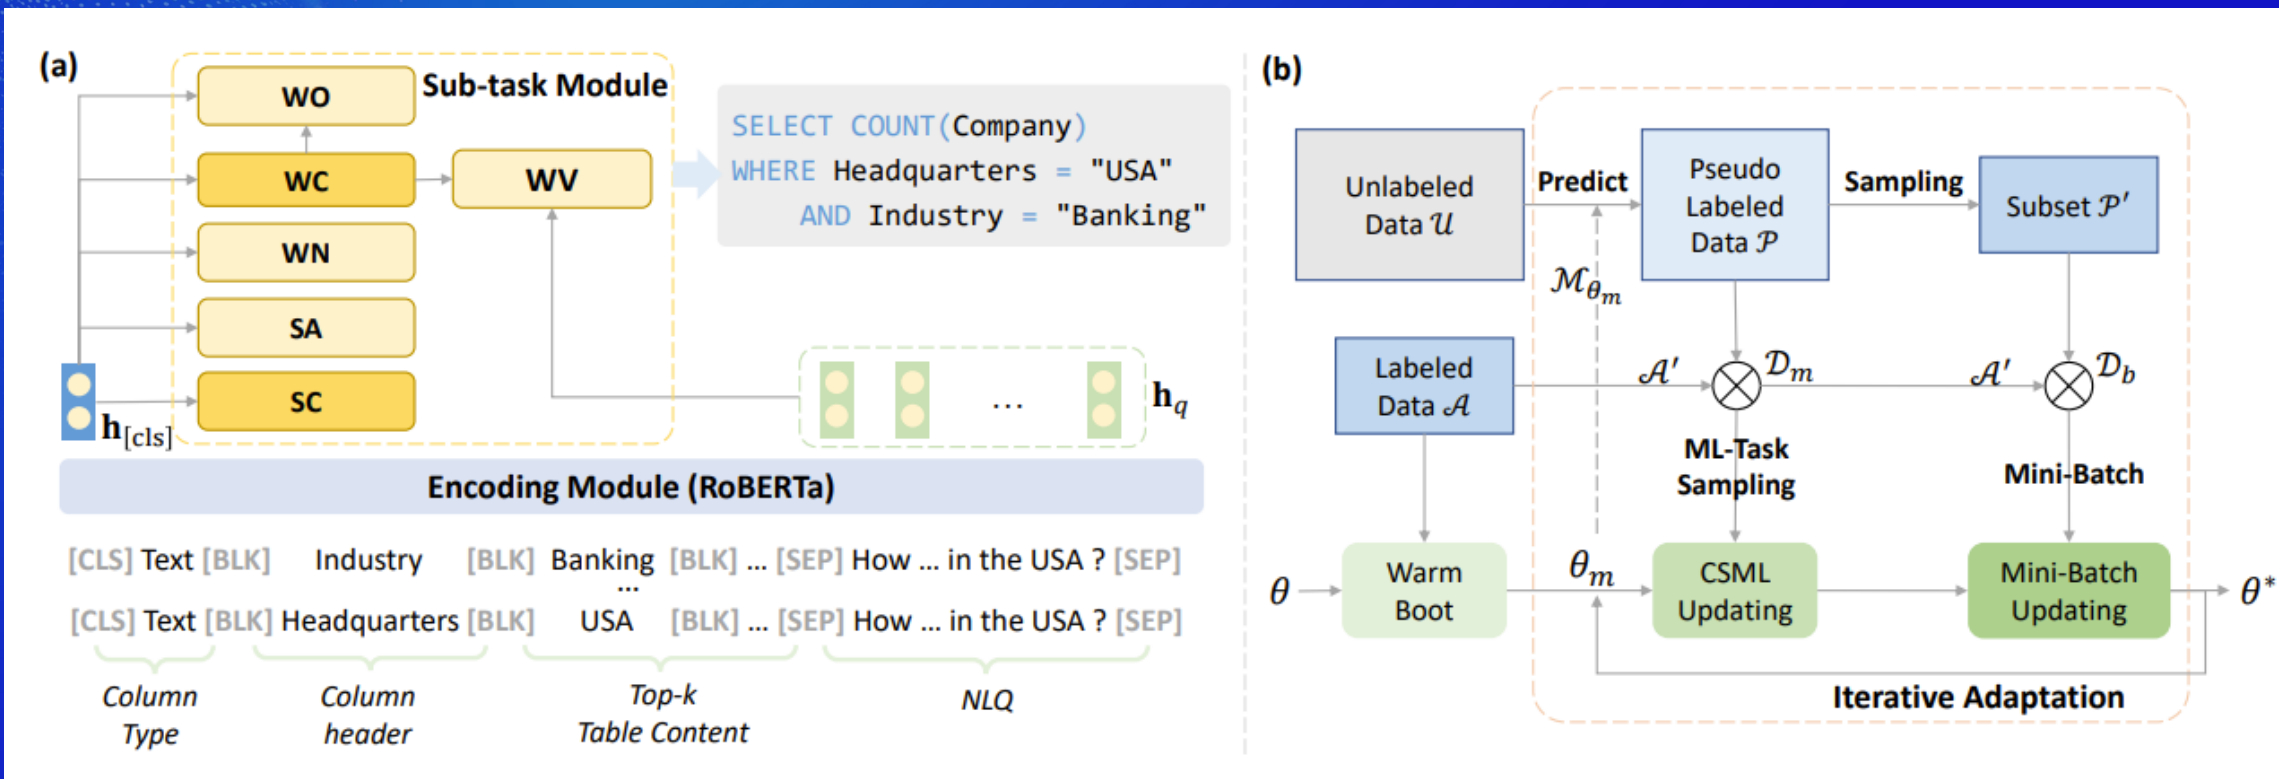 (a)
WO
Sub-task Module
WC
WV
WN
SA
SC
h[cls]
SELECT COUNT(Company)
WHERE Headquarters = "USA"
AND Industry = "Banking"
...
hq
Encoding Module (RoBERTa)
[CLS] Text [BLK] Industry [BLK] Banking [BLK] ... [SEP] How ... in the USA ? [SEP]
...
[CLS] Text [BLK] Headquarters [BLK] USA [BLK] ... [SEP] How ... in the USA ? [SEP]
Column
Type
Column
header
Top-k
Table Content
NLQ
(b)
Unlabeled
Data 𝒰
Predict
Pseudo
Labeled
Data 𝒫
Sampling
Subset 𝒫′
ℳθm
Labeled
Data 𝒜
𝒜′
𝒟m
𝒜′
𝒟b
ML-Task
Sampling
Mini-Batch
θ
Warm
Boot
θm
CSML
Updating
Mini-Batch
Updating
θ*
Iterative Adaptation